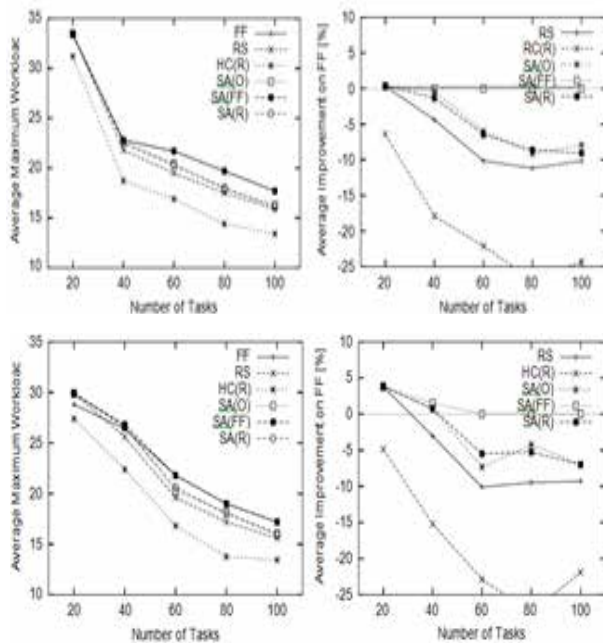 35
30
25
20
15
10
Average Maximum Workload
20 40 60 80 100
Number of Tasks
FF
RS
HC(R)
SA(O)
SA(FF)
SA(R)
10
5
0
-5
-10
-15
-20
-25
Average Improvement on FF [%]
20 40 60 80 100
Number of Tasks
RS
RC(R)
SA(O)
SA(FF)
SA(R)
35
30
25
20
15
10
Average Maximum Workloac
20 40 60 80 100
Number of Tasks
FF
RS
HC(R)
SA(O)
SA(FF)
SA(R)
10
5
0
-5
-10
-15
-20
-25
Average Improvement on FF [%]
20 40 60 80 100
Number of Tasks
RS
HC(R)
SA(O)
SA(FF)
SA(R)